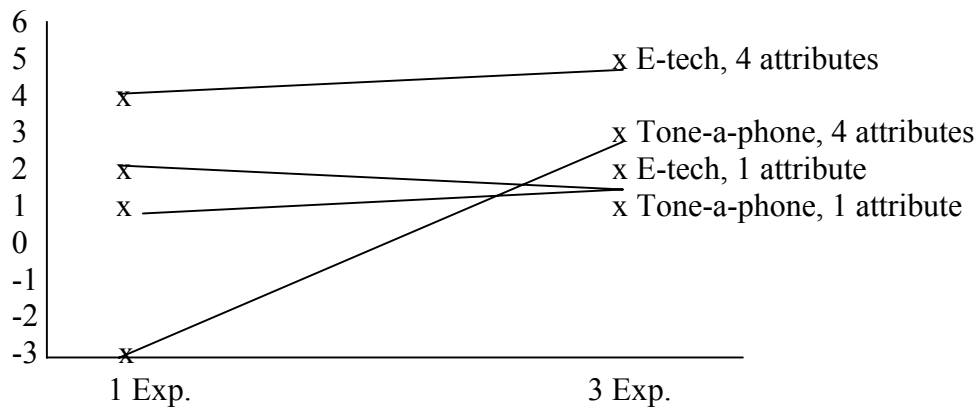 6
5
x E-tech, 4 attributes
4
x
3
x Tone-a-phone, 4 attributes
2
x
x E-tech, 1 attribute
1
x
x Tone-a-phone, 1 attribute
0
-1
-2
-3
x
1 Exp.
3 Exp.